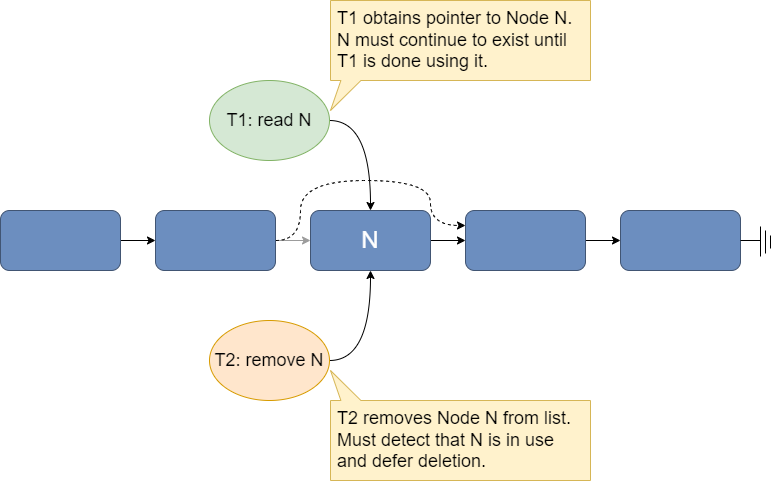 T1 obtains pointer to Node N.
N must continue to exist until
T1 is done using it.
T1: read N
N
T2: remove N
T2 removes Node N from list.
Must detect that N is in use
and defer deletion.